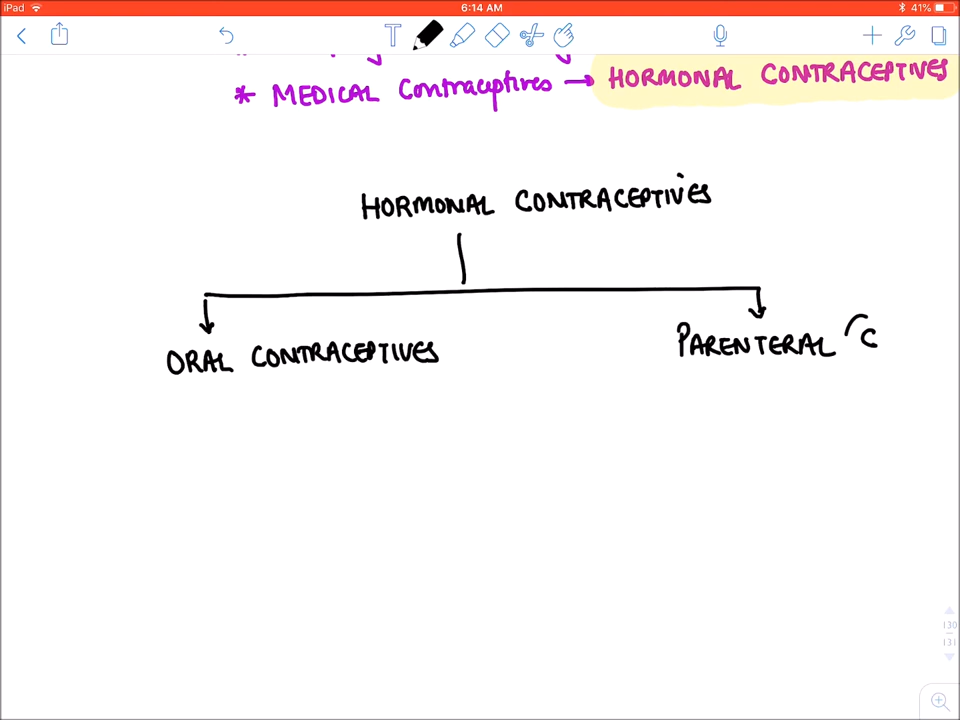 iPad 6:14 AM 41%
T
* MEDICAL Contraceptives → HORMONAL CONTRACEPTIVES
HORMONAL CONTRACEPTIVES
ORAL CONTRACEPTIVES PARENTERAL
130
131